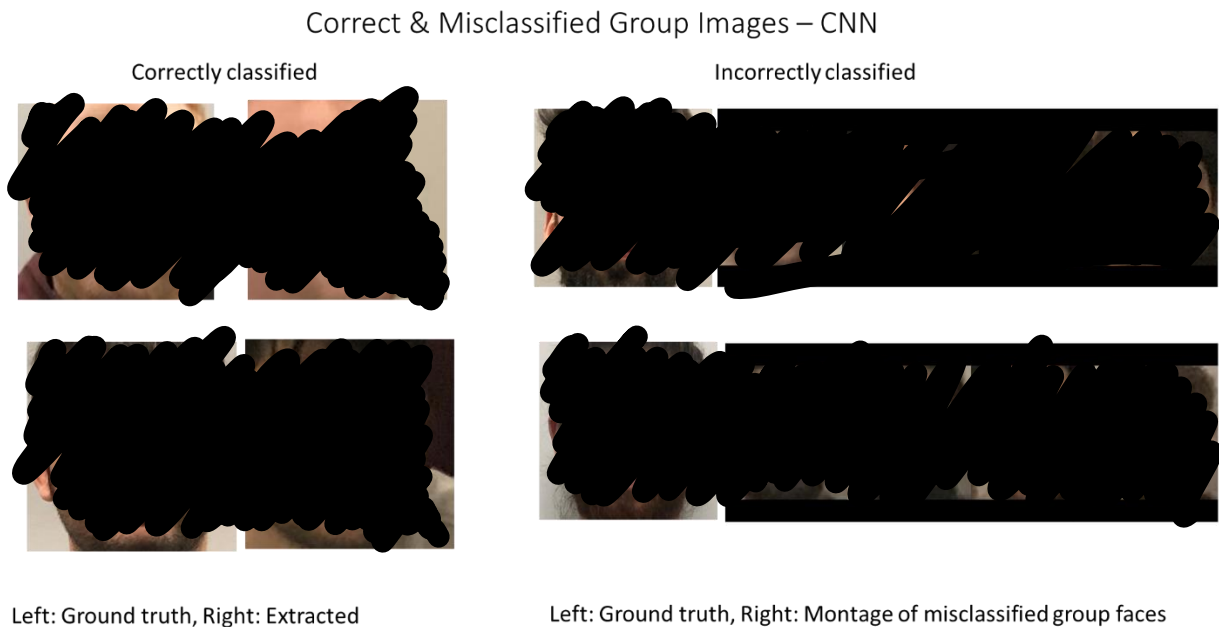 Correct & Misclassified Group Images – CNN
Correctly classified
Incorrectly classified
Left: Ground truth, Right: Extracted
Left: Ground truth, Right: Montage of misclassified group faces